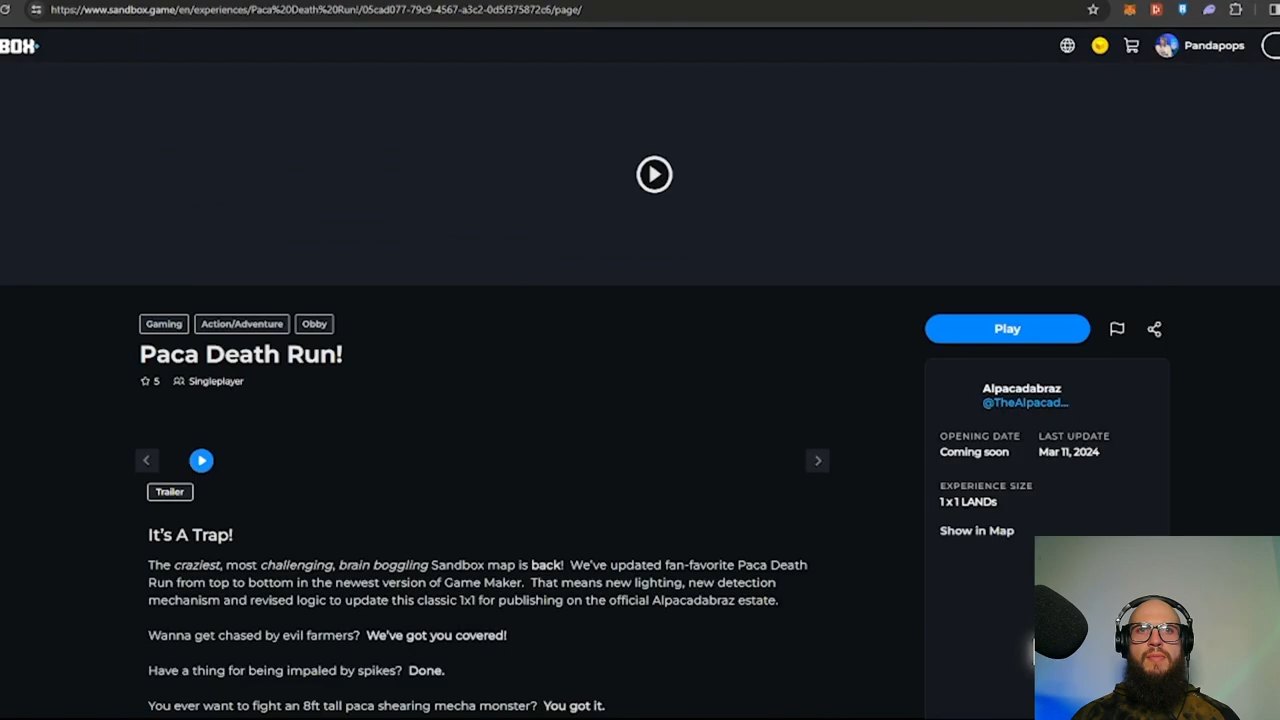 https://www.sandbox.game/en/experiences/Paca%20Death%20Run!/05cad077-79c9-4567-a3c2-0d5f375872c6/page/
BOX
Pandapops
Gaming
Action/Adventure
Obby
Paca Death Run!
5
Singleplayer
Play
Alpacadabraz
@TheAlpacad...
OPENING DATE
LAST UPDATE
Coming soon
Mar 11, 2024
EXPERIENCE SIZE
1 x 1 LANDs
Show in Map
Trailer
It's A Trap!
The craziest, most challenging, brain boggling Sandbox map is back! We've updated fan-favorite Paca Death
Run from top to bottom in the newest version of Game Maker. That means new lighting, new detection
mechanism and revised logic to update this classic 1x1 for publishing on the official Alpacadabraz estate.
Wanna get chased by evil farmers? We've got you covered!
Have a thing for being impaled by spikes? Done.
You ever want to fight an 8ft tall paca shearing mecha monster? You got it.